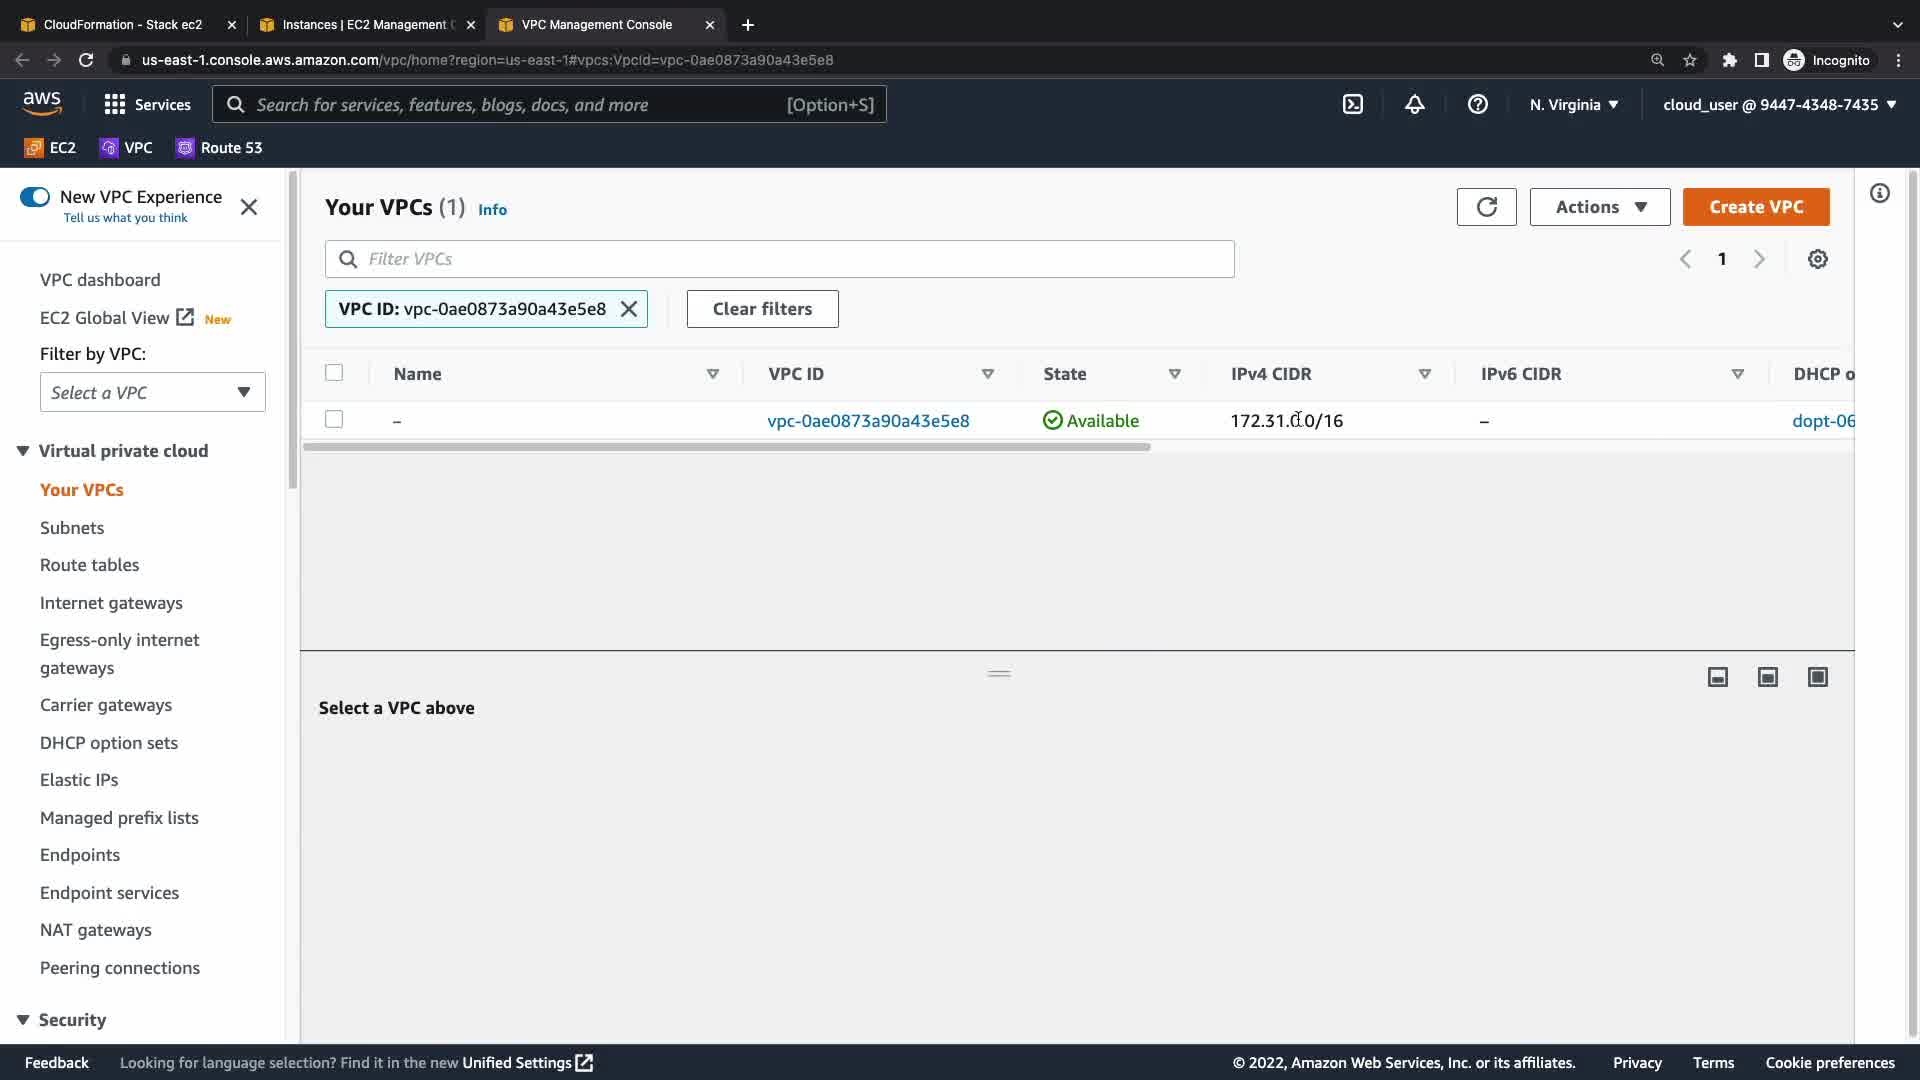 CloudFormation - Stack ec2
Instances | EC2 Management C
VPC Management Console
us-east-1.console.aws.amazon.com/vpc/home?region=us-east-1#vpcs:VpcId=vpc-0ae0873a90a43e5e8
Incognito
aws
Services
Search for services, features, blogs, docs, and more
[Option+S]
N. Virginia
cloud_user @ 9447-4348-7435
EC2
VPC
Route 53
New VPC Experience
Tell us what you think
VPC dashboard
EC2 Global View
New
Filter by VPC:
Select a VPC
Virtual private cloud
Your VPCs
Subnets
Route tables
Internet gateways
Egress-only internet
gateways
Carrier gateways
DHCP option sets
Elastic IPs
Managed prefix lists
Endpoints
Endpoint services
NAT gateways
Peering connections
Security
Your VPCs (1)
Info
Actions
Create VPC
Filter VPCs
1
VPC ID: vpc-0ae0873a90a43e5e8
Clear filters
Name
VPC ID
State
IPv4 CIDR
IPv6 CIDR
DHCP o
–
vpc-0ae0873a90a43e5e8
Available
172.31.0.0/16
–
dopt-06
Select a VPC above
Feedback
Looking for language selection? Find it in the new Unified Settings
© 2022, Amazon Web Services, Inc. or its affiliates.
Privacy
Terms
Cookie preferences